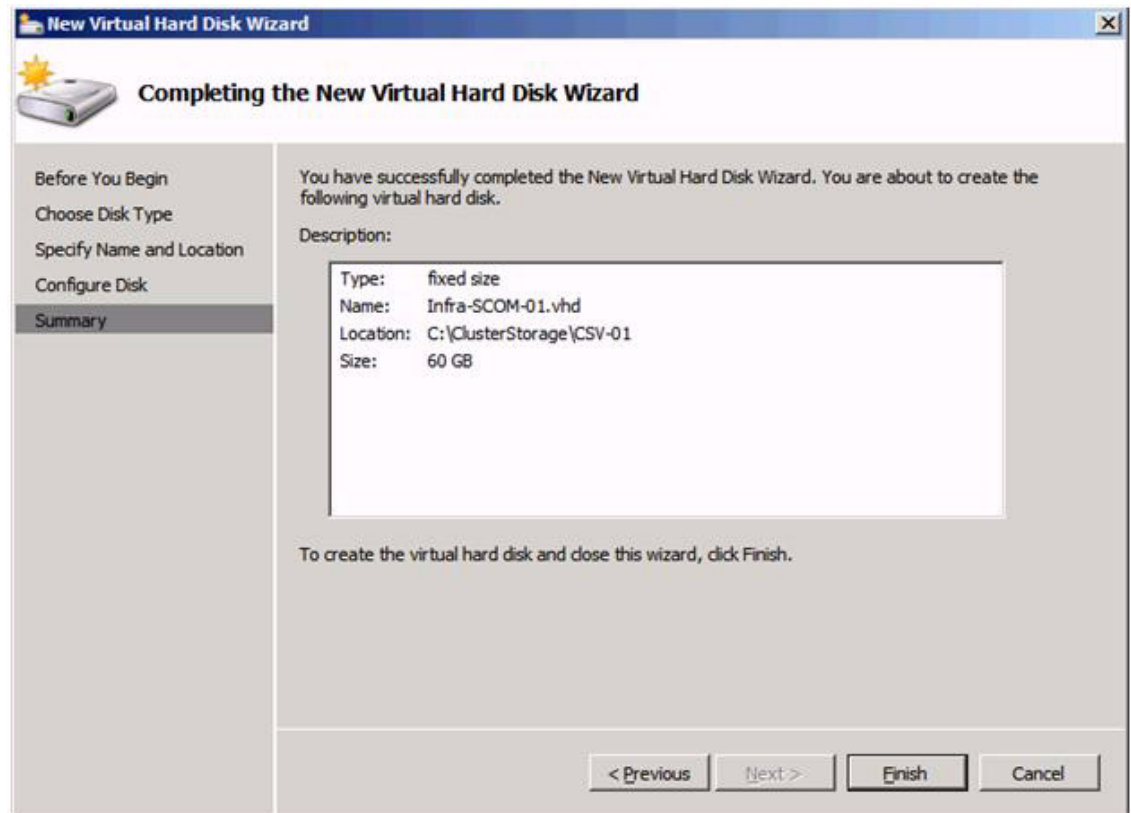 New Virtual Hard Disk Wizard
Completing the New Virtual Hard Disk Wizard
Before You Begin
Choose Disk Type
Specify Name and Location
Configure Disk
Summary
You have successfully completed the New Virtual Hard Disk Wizard. You are about to create the
following virtual hard disk.
Description:
Type: fixed size
Name: Infra-SCOM-01.vhd
Location: C:\ClusterStorage\CSV-01
Size: 60 GB
To create the virtual hard disk and close this wizard, click Finish.
< Previous Next > Finish Cancel